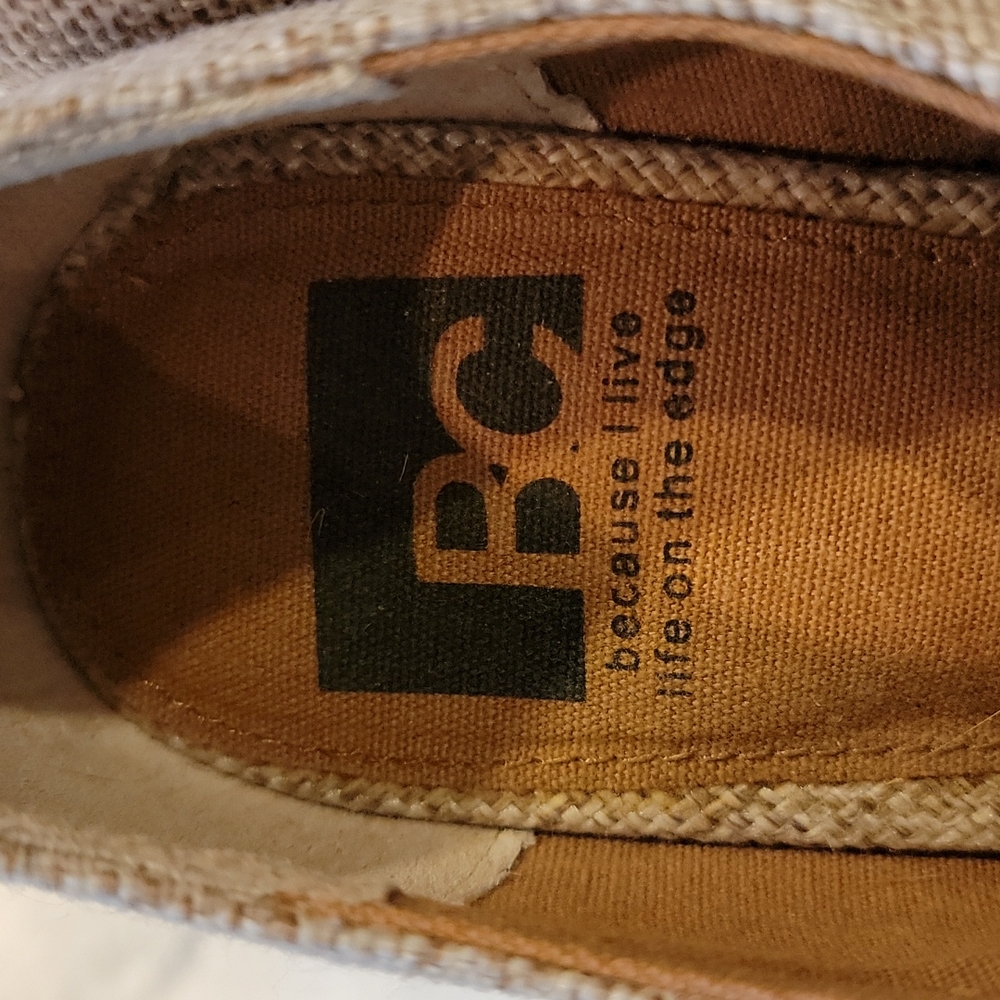 BC
because I live
life on the edge